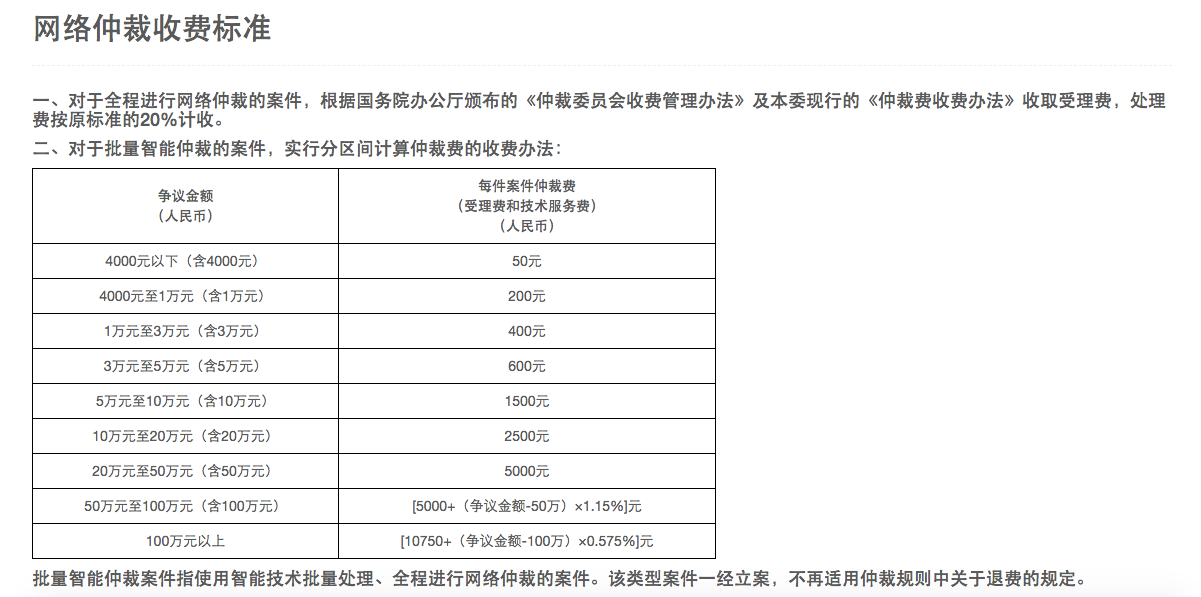 网络仲裁收费标准
一、对于全程进行网络仲裁的案件，根据国务院办公厅颁布的《仲裁委员会收费管理办法》及本委现行的《仲裁费收费办法》收取受理费，处理
费按原标准的20%计收。
二、对于批量智能仲裁的案件，实行分区间计算仲裁费的收费办法：
争议金额
（人民币）
每件案件仲裁费
（受理费和技术服务费）
（人民币）
4000元以下（含4000元）
50元
4000元至1万元（含1万元）
200元
1万元至3万元（含3万元）
400元
3万元至5万元（含5万元）
600元
5万元至10万元（含10万元）
1500元
10万元至20万元（含20万元）
2500元
20万元至50万元（含50万元）
5000元
50万元至100万元（含100万元）
[5000+（争议金额-50万）×1.15%]元
100万元以上
[10750+（争议金额-100万）×0.575%]元
批量智能仲裁案件指使用智能技术批量处理、全程进行网络仲裁的案件。该类型案件一经立案，不再适用仲裁规则中关于退费的规定。